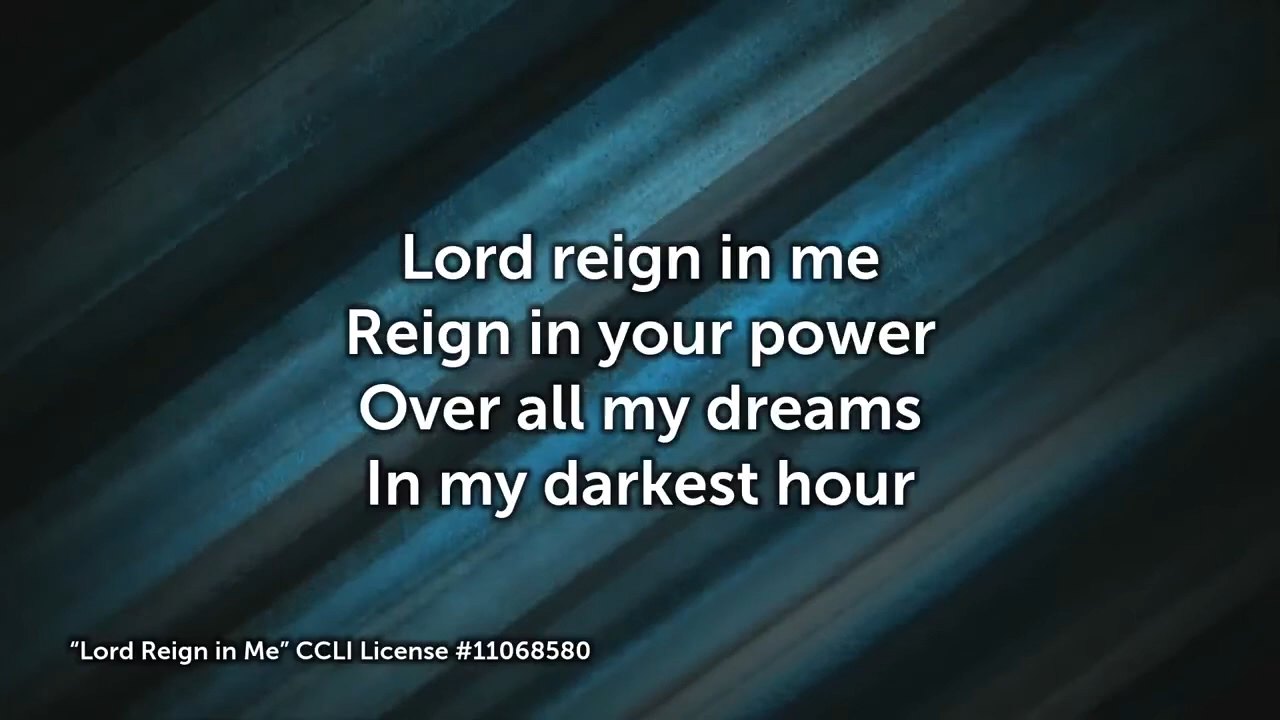 Lord reign in me
Reign in your power
Over all my dreams
In my darkest hour
“Lord Reign in Me” CCLI License #11068580